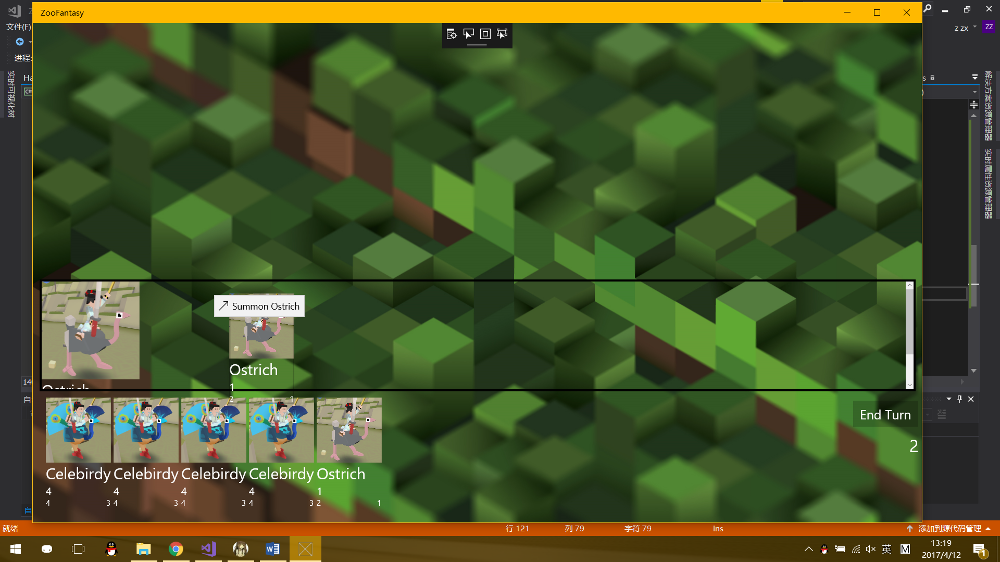 ZooFantasy
文件(F)
z zx
ZZ
进程:
实时可视化树
Ha
C#
s
解决方案资源管理器
实时属性资源管理器
Summon Ostrich
Ostrich
Ostrich
1
2 1
140
End Turn
2
Celebirdy
4
4 3
Celebirdy
4
4 3
Celebirdy
4
4 3
Celebirdy
4
4 3
Ostrich
1
2 1
就绪
行 121
列 79
字符 79
Ins
添加到源代码管理
英
M
13:19
2017/4/12
1